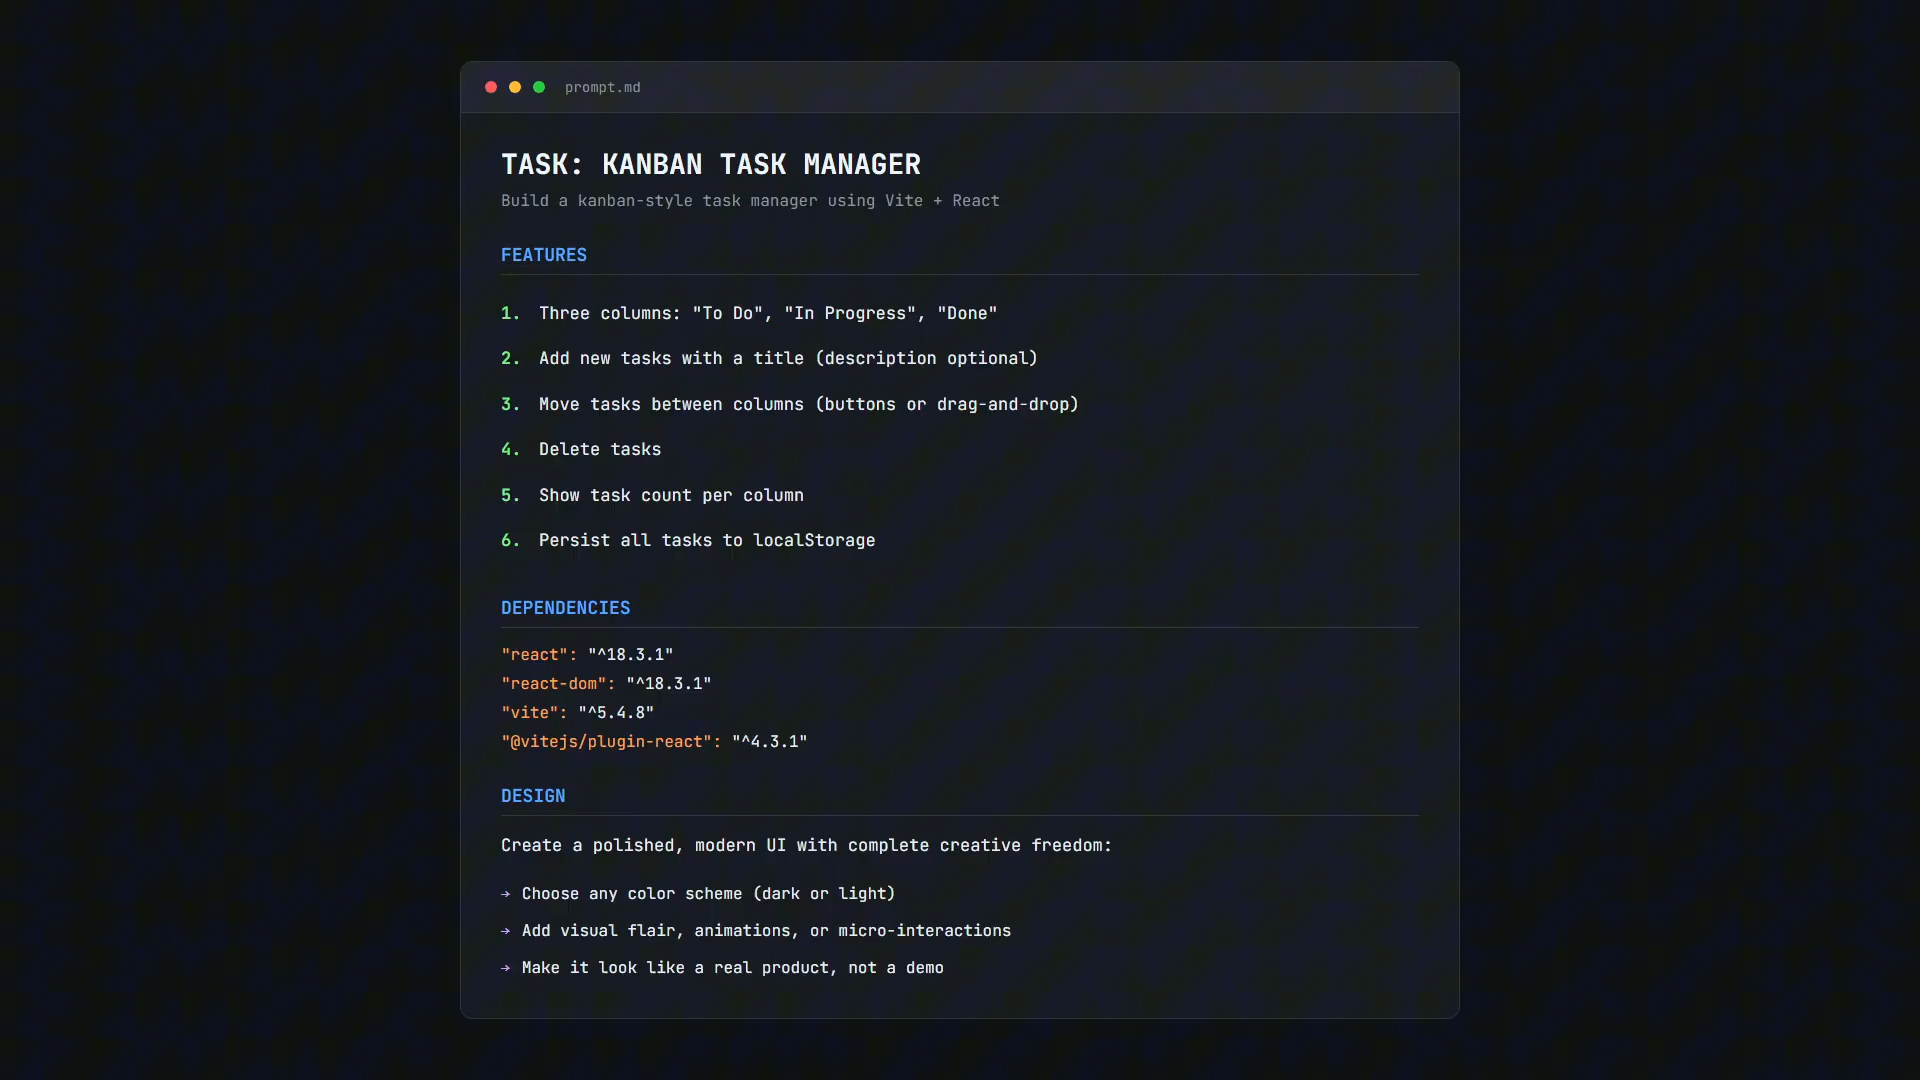 prompt.md
TASK: KANBAN TASK MANAGER
Build a kanban-style task manager using Vite + React
FEATURES
1. Three columns: "To Do", "In Progress", "Done"
2. Add new tasks with a title (description optional)
3. Move tasks between columns (buttons or drag-and-drop)
4. Delete tasks
5. Show task count per column
6. Persist all tasks to localStorage
DEPENDENCIES
"react": "^18.3.1"
"react-dom": "^18.3.1"
"vite": "^5.4.8"
"@vitejs/plugin-react": "^4.3.1"
DESIGN
Create a polished, modern UI with complete creative freedom:
→ Choose any color scheme (dark or light)
→ Add visual flair, animations, or micro-interactions
→ Make it look like a real product, not a demo